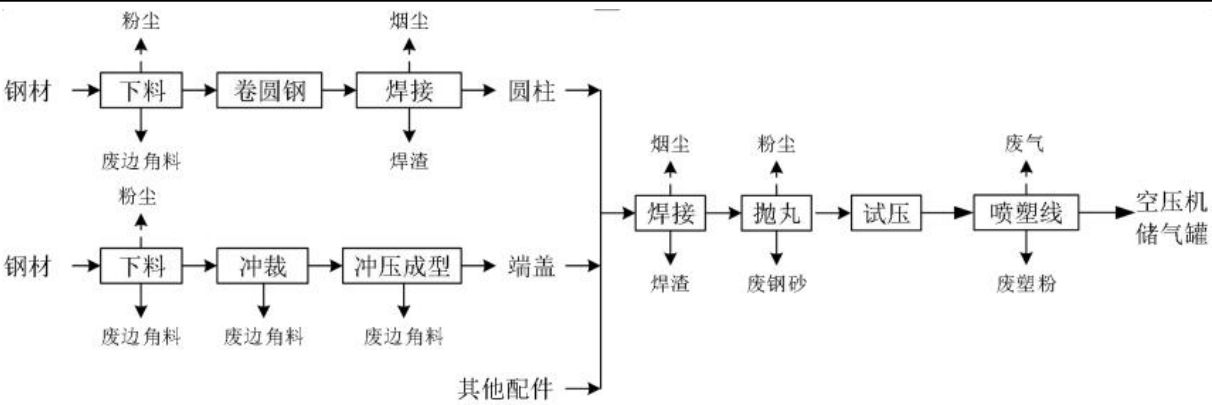 粉尘
烟尘
钢材
下料
卷圆钢
焊接
圆柱
废边角料
焊渣
烟尘
粉尘
废气
粉尘
焊接
抛丸
试压
喷塑线
空压机
储气罐
钢材
下料
冲裁
冲压成型
端盖
焊渣
废钢砂
废塑粉
废边角料
废边角料
废边角料
其他配件